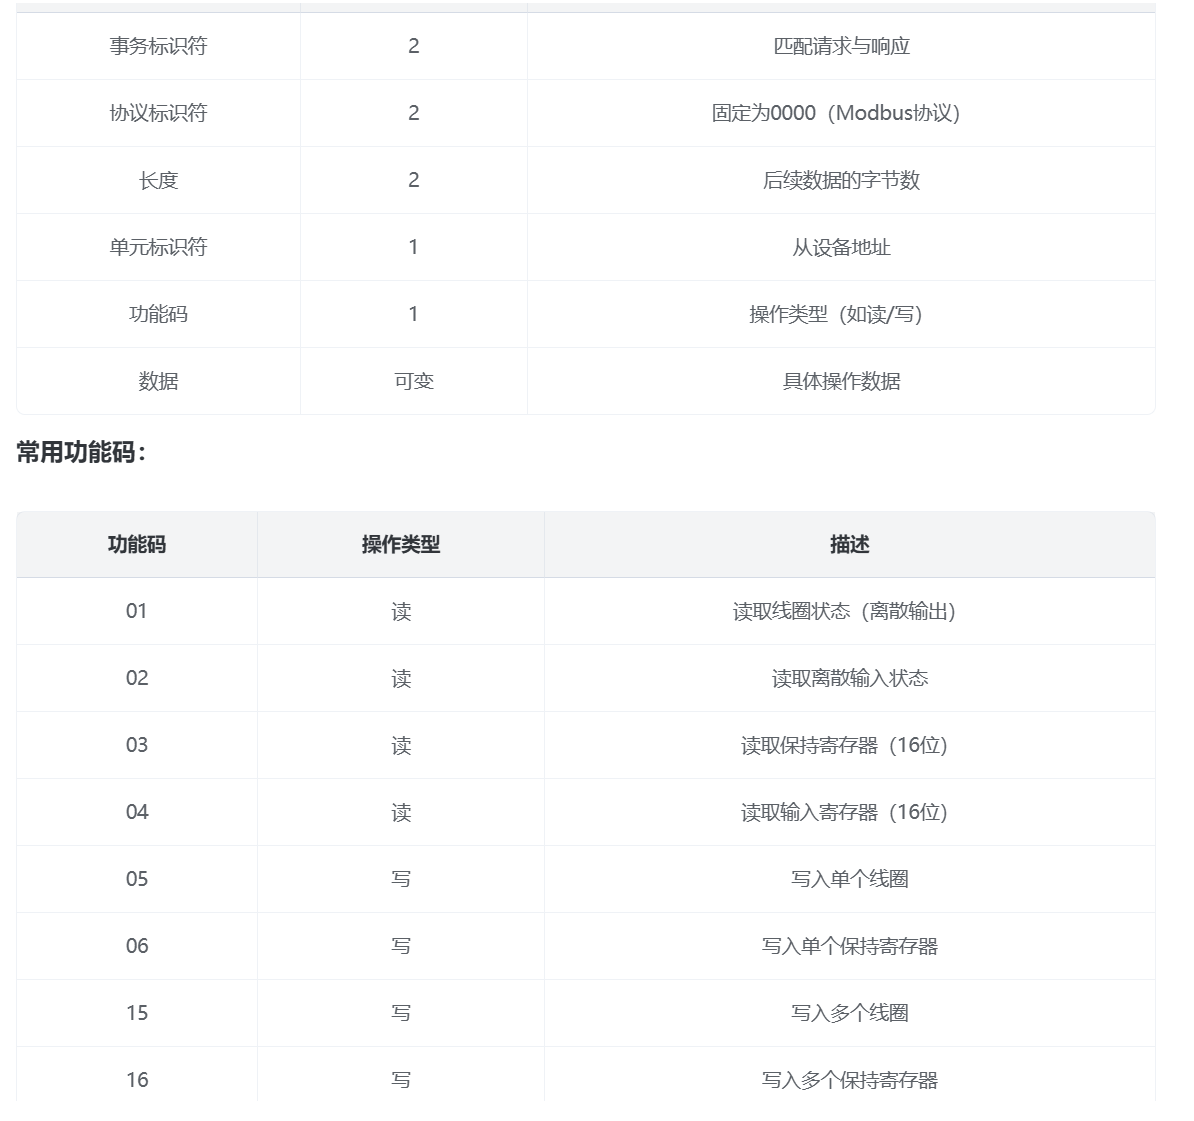 事务标识符 2 匹配请求与响应
协议标识符 2 固定为0000（Modbus协议）
长度 2 后续数据的字节数
单元标识符 1 从设备地址
功能码 1 操作类型（如读/写）
数据 可变 具体操作数据
常用功能码：
功能码 操作类型 描述
01 读 读取线圈状态（离散输出）
02 读 读取离散输入状态
03 读 读取保持寄存器（16位）
04 读 读取输入寄存器（16位）
05 写 写入单个线圈
06 写 写入单个保持寄存器
15 写 写入多个线圈
16 写 写入多个保持寄存器